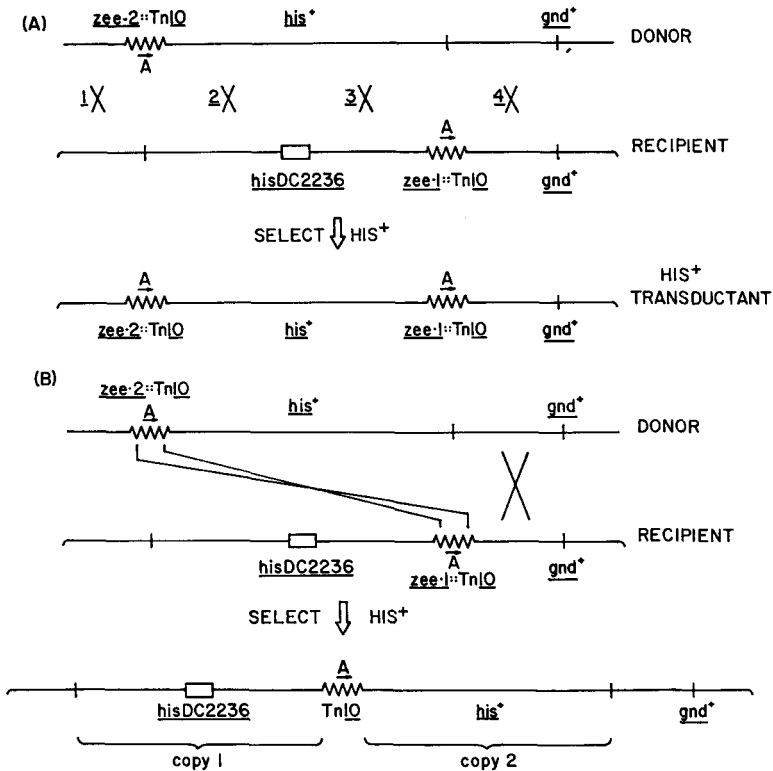 (A)
zee-2::Tn10 his+ gnd+
A
DONOR
1 2 3 4
A
RECIPIENT
hisDC2236 zee-1::Tn10 gnd+
SELECT HIS+
A A
HIS+
TRANSDUCTANT
zee-2::Tn10 his+ zee-1::Tn10 gnd+
(B)
zee-2::Tn10
A his+ gnd+
DONOR
RECIPIENT
hisDC2236 A gnd+
zee-1::Tn10
SELECT HIS+
A
hisDC2236 Tn10 his+ gnd+
copy 1 copy 2